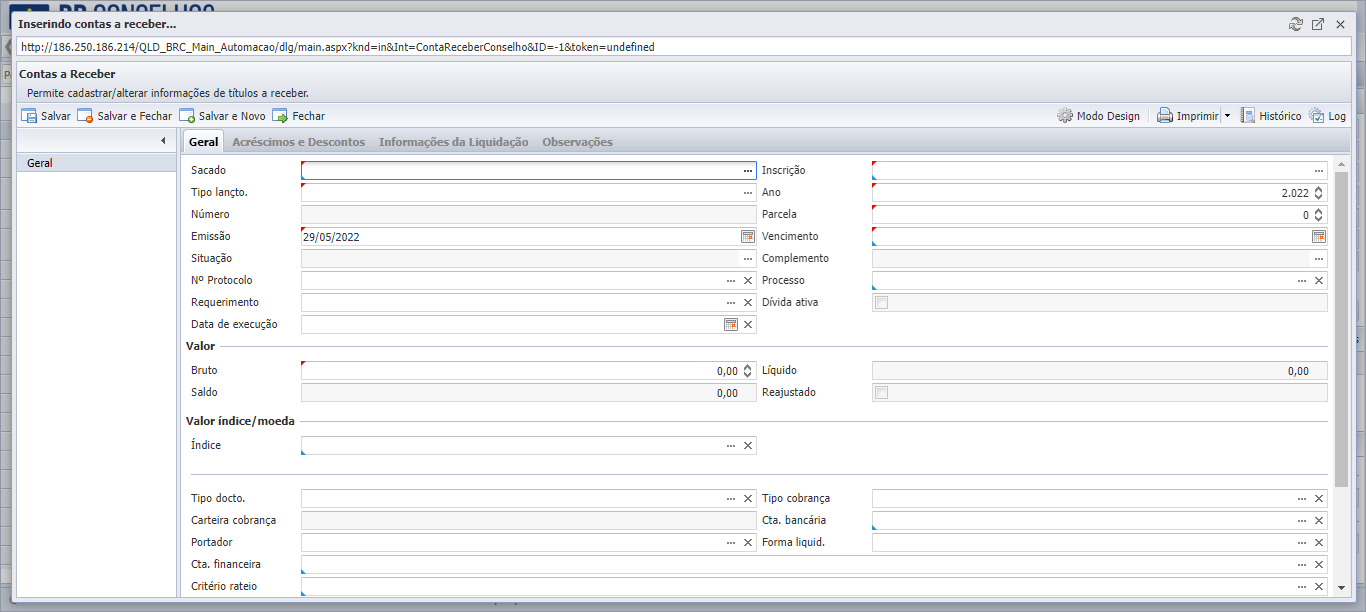 BR CONSELHOS
Inserindo contas a receber...
http://186.250.186.214/QLD_BRC_Main_Automacao/dlg/main.aspx?knd=in&Int=ContaReceberConselho&ID=-1&token=undefined
Contas a Receber
Permite cadastrar/alterar informações de títulos a receber.
Salvar Salvar e Fechar Salvar e Novo Fechar Modo Design Imprimir Histórico Log
Geral Acréscimos e Descontos Informações da Liquidação Observações
Geral
Sacado Inscrição
Tipo lançto. Ano 2.022
Número Parcela 0
Emissão 29/05/2022 Vencimento
Situação Complemento
Nº Protocolo Processo
Requerimento Dívida ativa
Data de execução
Valor
Bruto 0,00 Líquido 0,00
Saldo 0,00 Reajustado
Valor índice/moeda
Índice
Tipo docto. Tipo cobrança
Carteira cobrança Cta. bancária
Portador Forma liquid.
Cta. financeira
Critério rateio